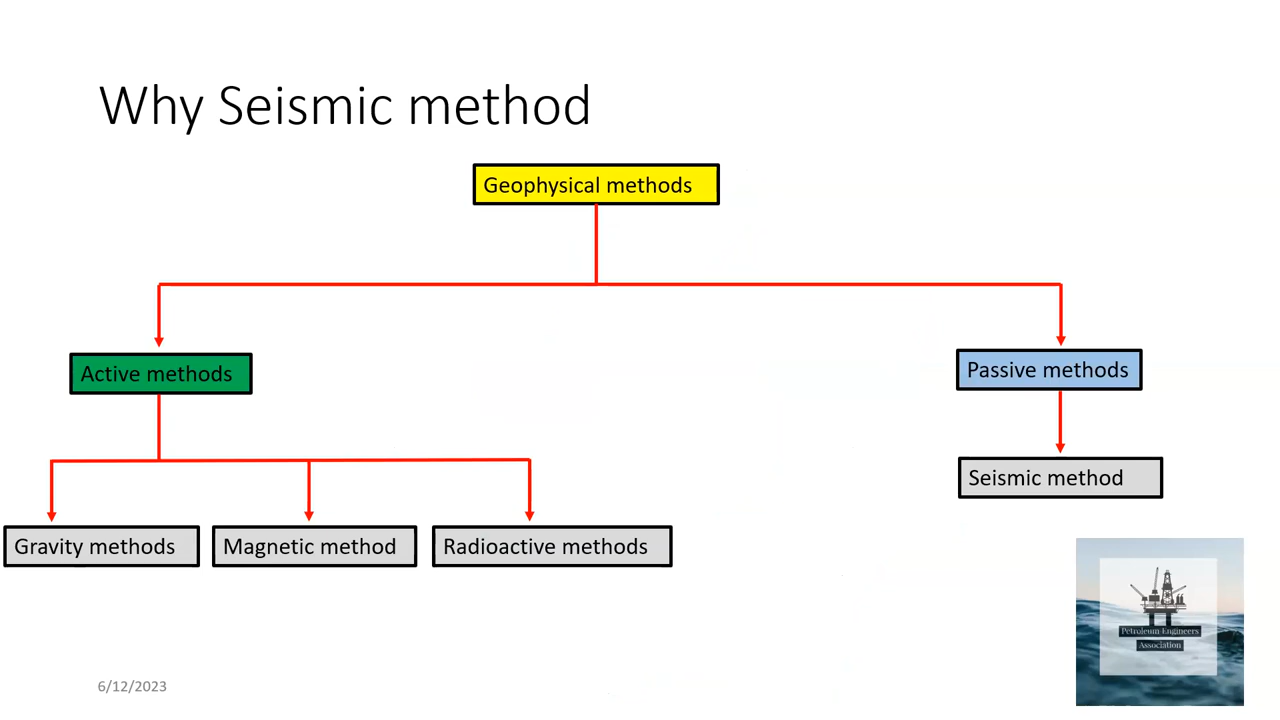 Why Seismic method
Geophysical methods
Active methods
Passive methods
Seismic method
Gravity methods
Magnetic method
Radioactive methods
Petroleum Engineers
Association
6/12/2023